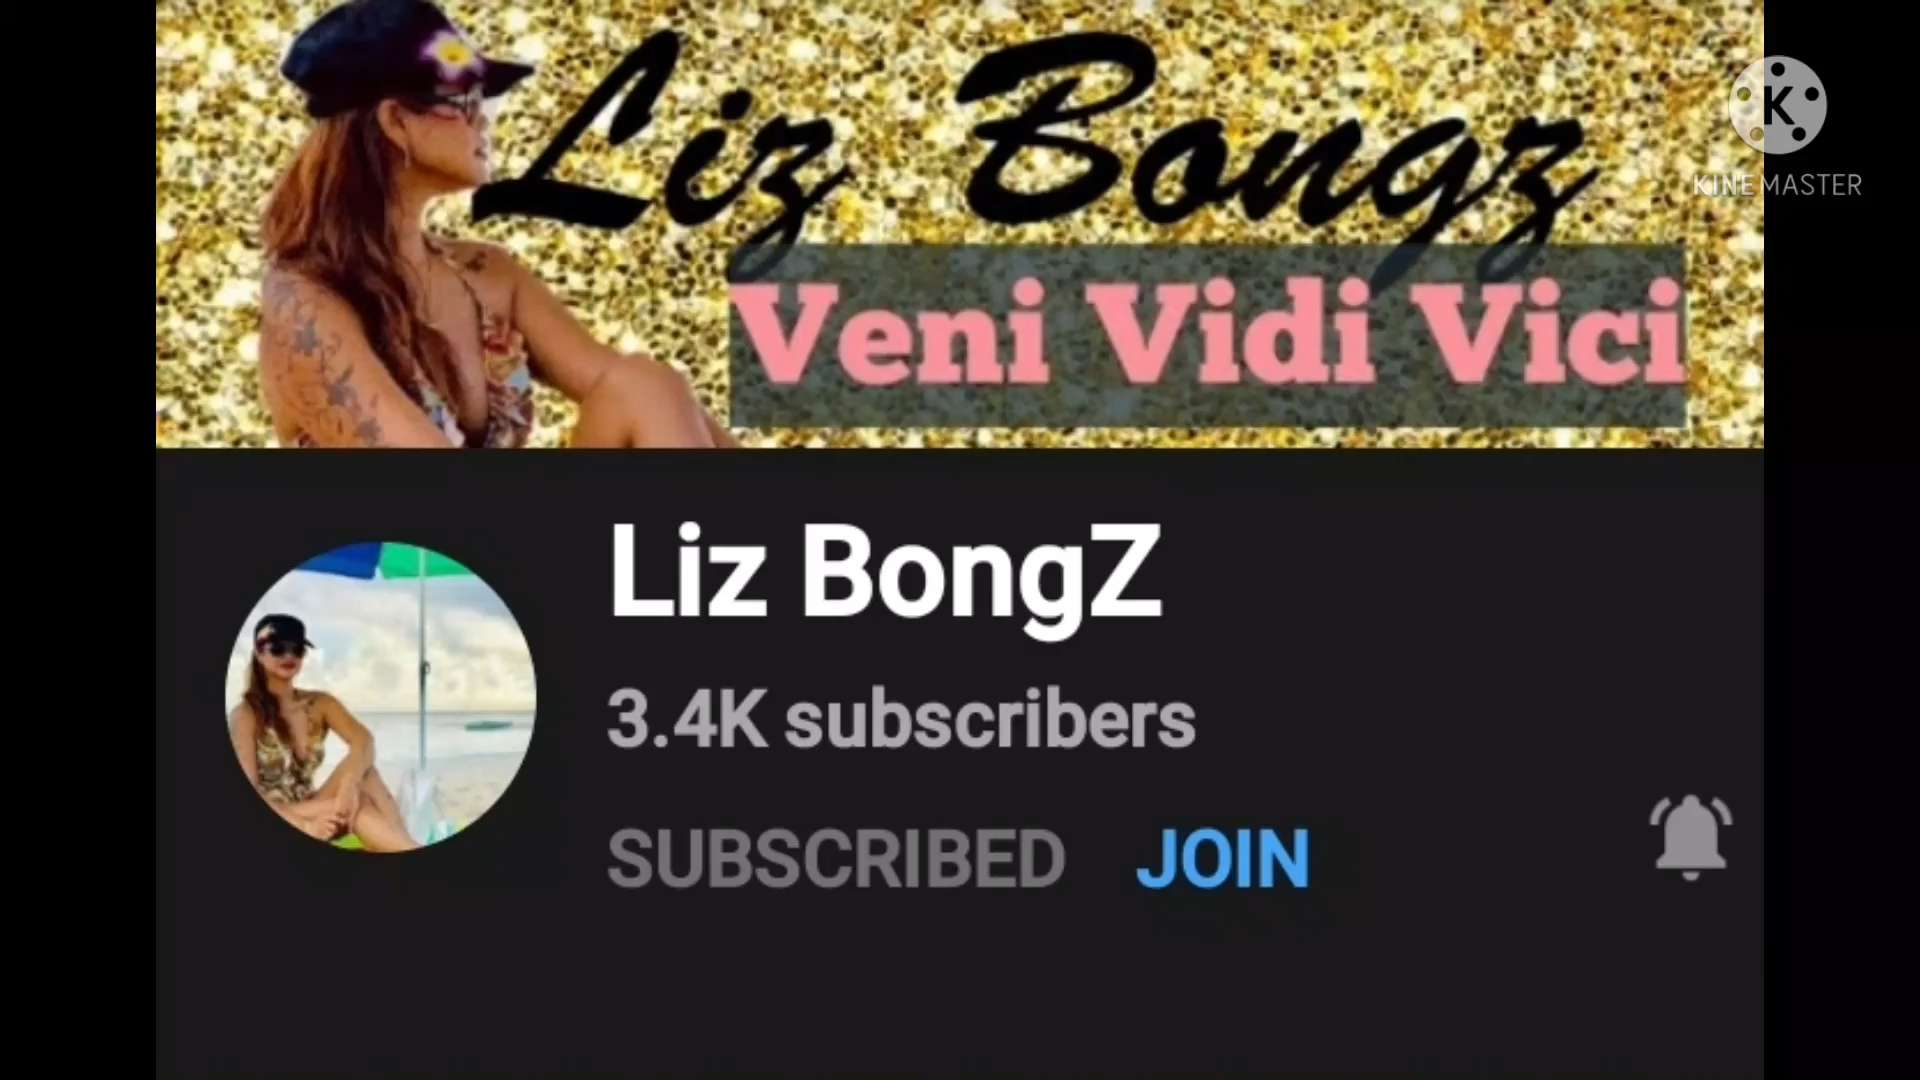 Liz Bongz
Veni Vidi Vici
K
KINEMASTER
Liz BongZ
3.4K subscribers
SUBSCRIBED JOIN